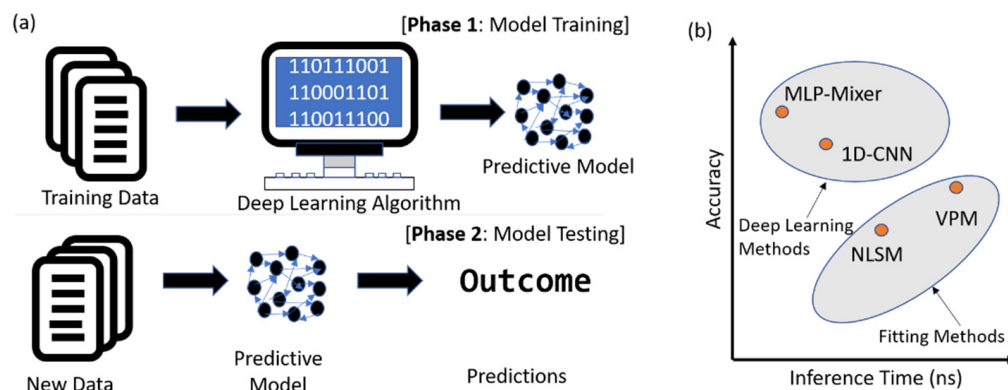 (a)
[Phase 1: Model Training]
110111001
110001101
110011100
Training Data
Deep Learning Algorithm
Predictive Model
[Phase 2: Model Testing]
Outcome
New Data
Predictive
Model
Predictions
(b)
Accuracy
MLP-Mixer
1D-CNN
Deep Learning
Methods
VPM
NLSM
Fitting Methods
Inference Time (ns)